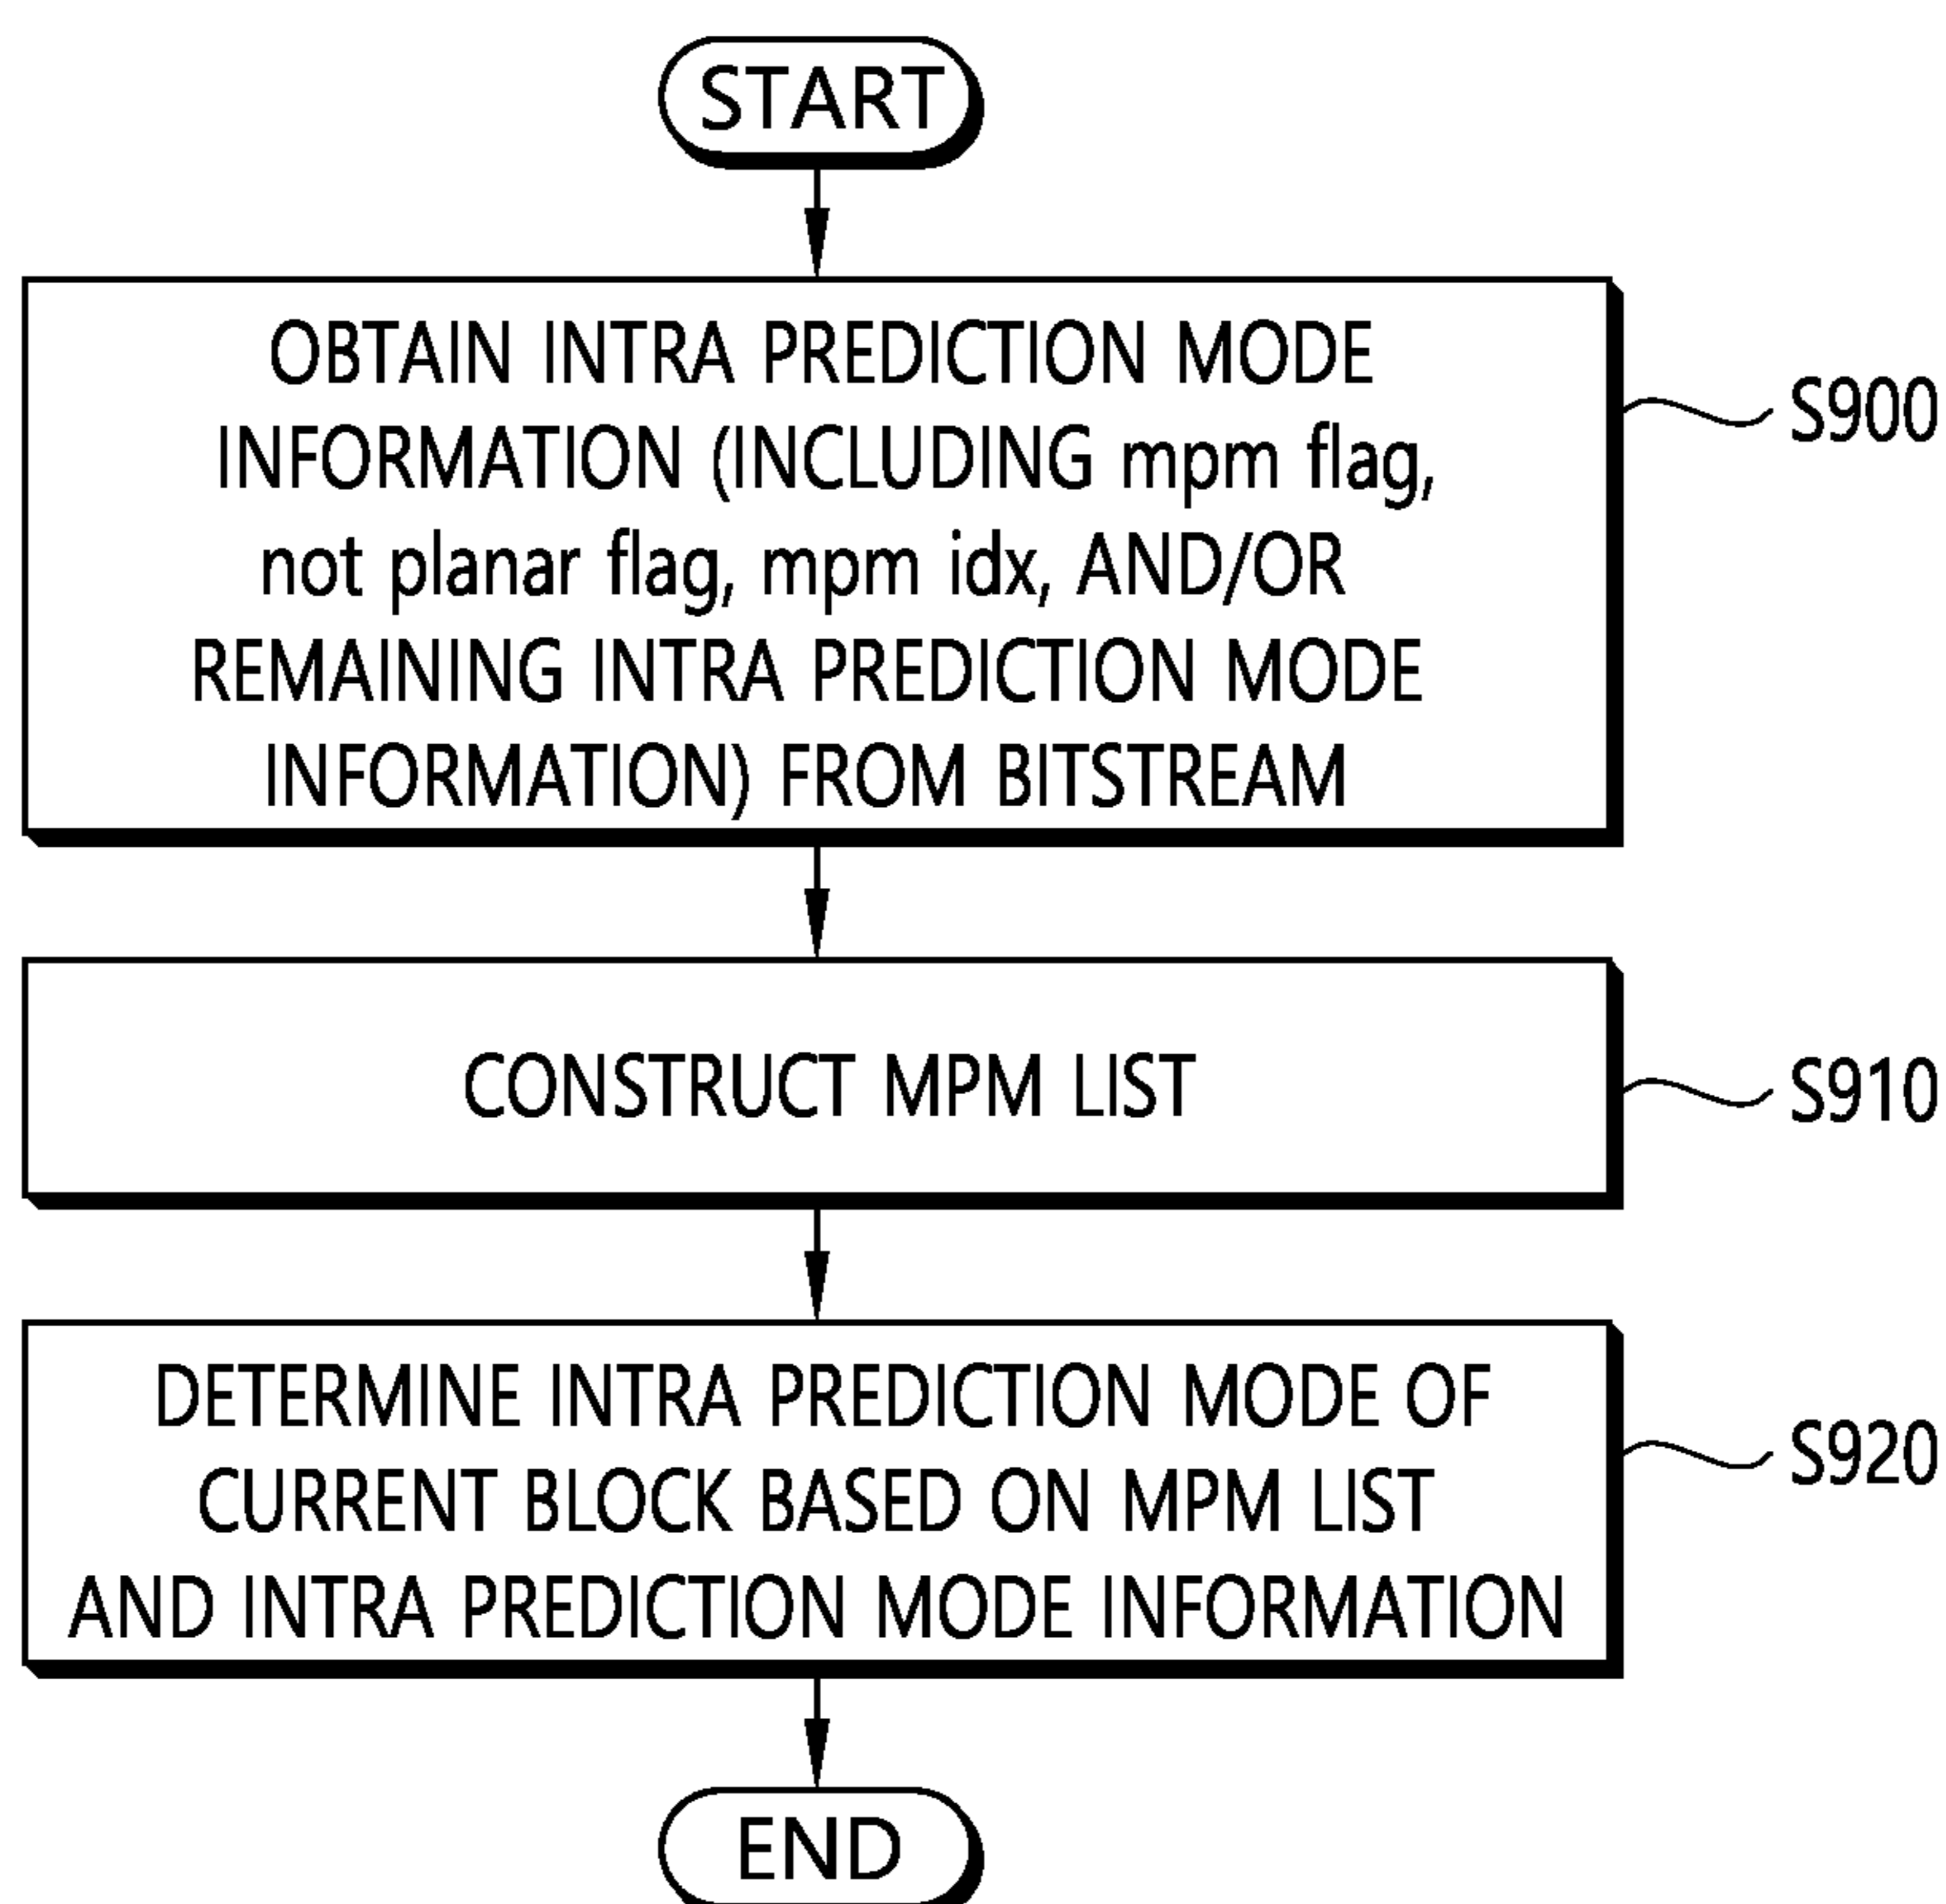 START
OBTAIN INTRA PREDICTION MODE
INFORMATION (INCLUDING mpm flag,
not planar flag, mpm idx, AND/OR
REMAINING INTRA PREDICTION MODE
INFORMATION) FROM BITSTREAM
S900
CONSTRUCT MPM LIST
S910
DETERMINE INTRA PREDICTION MODE OF
CURRENT BLOCK BASED ON MPM LIST
AND INTRA PREDICTION MODE INFORMATION
S920
END